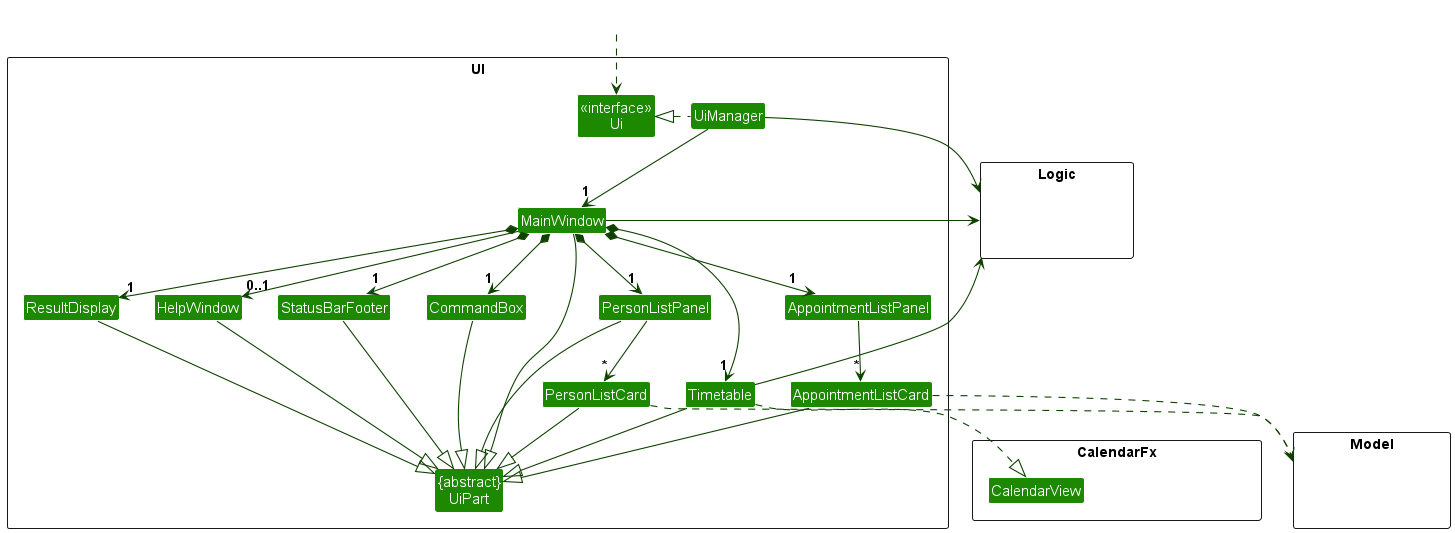 UI
«interface»
Ui
UiManager
Logic
1
MainWindow
1
0..1
1
1
1
1
ResultDisplay
HelpWindow
StatusBarFooter
CommandBox
PersonListPanel
AppointmentListPanel
*
1
*
PersonListCard
Timetable
AppointmentListCard
Model
CalendarFx
{abstract}
UiPart
CalendarView